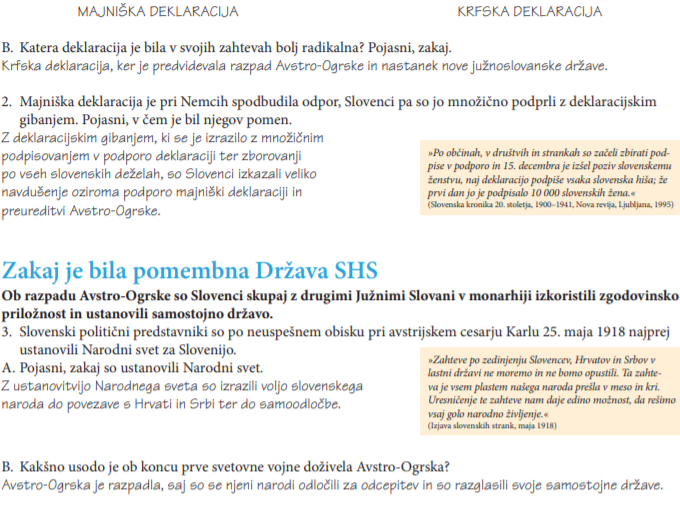 MAJNIŠKA DEKLARACIJA
KRFSKA DEKLARACIJA
B. Katera deklaracija je bila v svojih zahtevah bolj radikalna? Pojasni, zakaj.
Krfska deklaracija, ker je predvidevala razpad Avstro-Ogrske in nastanek nove južnoslovanske države.
2. Majniška deklaracija je pri Nemcih spodbudila odpor, Slovenci pa so jo množično podprli z deklaracijskim
gibanjem. Pojasni, v čem je bil njegov pomen.
Z deklaracijskim gibanjem, ki se je izrazilo z množičnim
podpisovanjem v podporo deklaraciji ter zborovanji
po vseh slovenskih deželah, so Slovenci izkazali veliko
navdušenje oziroma podporo majniški deklaraciji in
preureditvi Avstro-Ogrske.
»Po občinah, v društvih in strankah so začeli zbirati pod-
pise v podporo in 15. decembra je izšel poziv slovenskemu
ženstvu, naj deklaracijo podpiše vsaka slovenska hiša; že
prvi dan jo je podpisalo 10 000 slovenskih žena.«
(Slovenska kronika 20. stoletja, 1900–1941, Nova revija, Ljubljana, 1995)
Zakaj je bila pomembna Država SHS
Ob razpadu Avstro-Ogrske so Slovenci skupaj z drugimi Južnimi Slovani v monarhiji izkoristili zgodovinsko
priložnost in ustanovili samostojno državo.
3. Slovenski politični predstavniki so po neuspešnem obisku pri avstrijskem cesarju Karlu 25. maja 1918 najprej
ustanovili Narodni svet za Slovenijo.
A. Pojasni, zakaj so ustanovili Narodni svet.
Z ustanovitvijo Narodnega sveta so izrazili voljo slovenskega
naroda do povezave s Hrvati in Srbi ter do samoodločbe.
»Zahteve po zedinjenju Slovencev, Hrvatov in Srbov v
lastni državi ne moremo in ne bomo opustili. Ta zahte-
va je vsem plastem našega naroda prešla v meso in kri.
Uresničenje te zahteve nam daje edino možnost, da rešimo
vsaj golo narodno življenje.«
(Izjava slovenskih strank, maja 1918)
B. Kakšno usodo je ob koncu prve svetovne vojne doživela Avstro-Ogrska?
Avstro-Ogrska je razpadla, saj so se njeni narodi odločili za odcepitev in so razglasili svoje samostojne države.